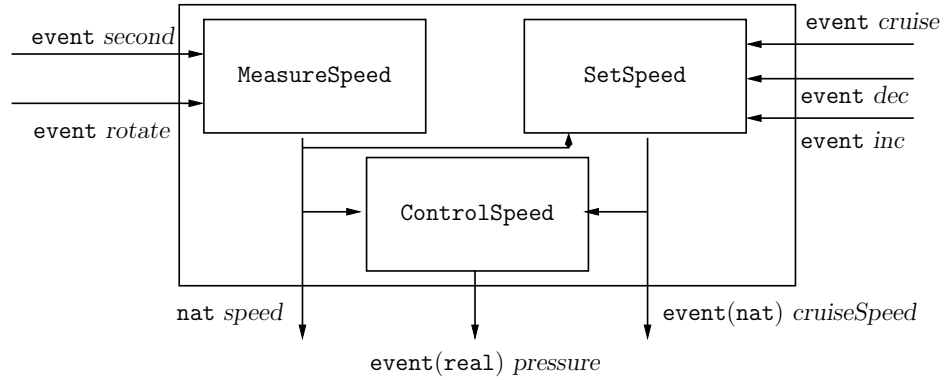 event cruise
event second
MeasureSpeed
SetSpeed
event dec
event rotate
event inc
ControlSpeed
nat speed
event(nat) cruiseSpeed
event(real) pressure